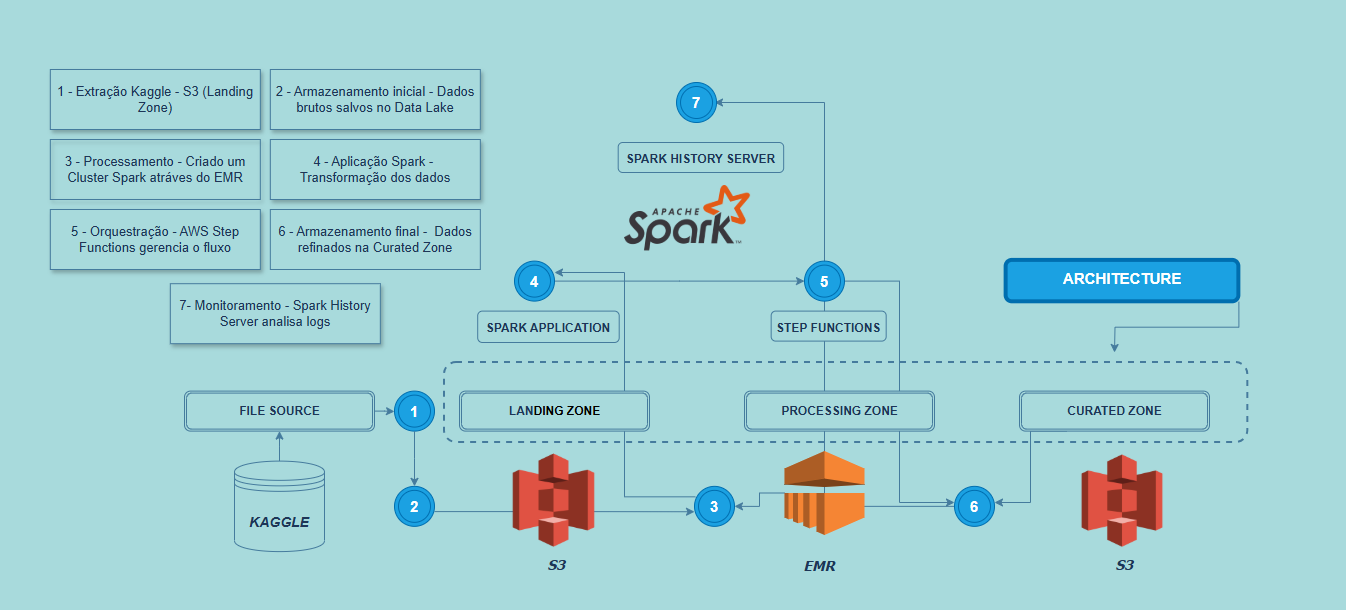 1 - Extração Kaggle - S3 (Landing
Zone)
2 - Armazenamento inicial - Dados
brutos salvos no Data Lake
3 - Processamento - Criado um
Cluster Spark atráves do EMR
4 - Aplicação Spark -
Transformação dos dados
5 - Orquestração - AWS Step
Functions gerencia o fluxo
6 - Armazenamento final - Dados
refinados na Curated Zone
7- Monitoramento - Spark History
Server analisa logs
7
SPARK HISTORY SERVER
APACHE
Spark™
4
5
ARCHITECTURE
SPARK APPLICATION
STEP FUNCTIONS
FILE SOURCE
1
LANDING ZONE
PROCESSING ZONE
CURATED ZONE
KAGGLE
2
3
6
S3
EMR
S3